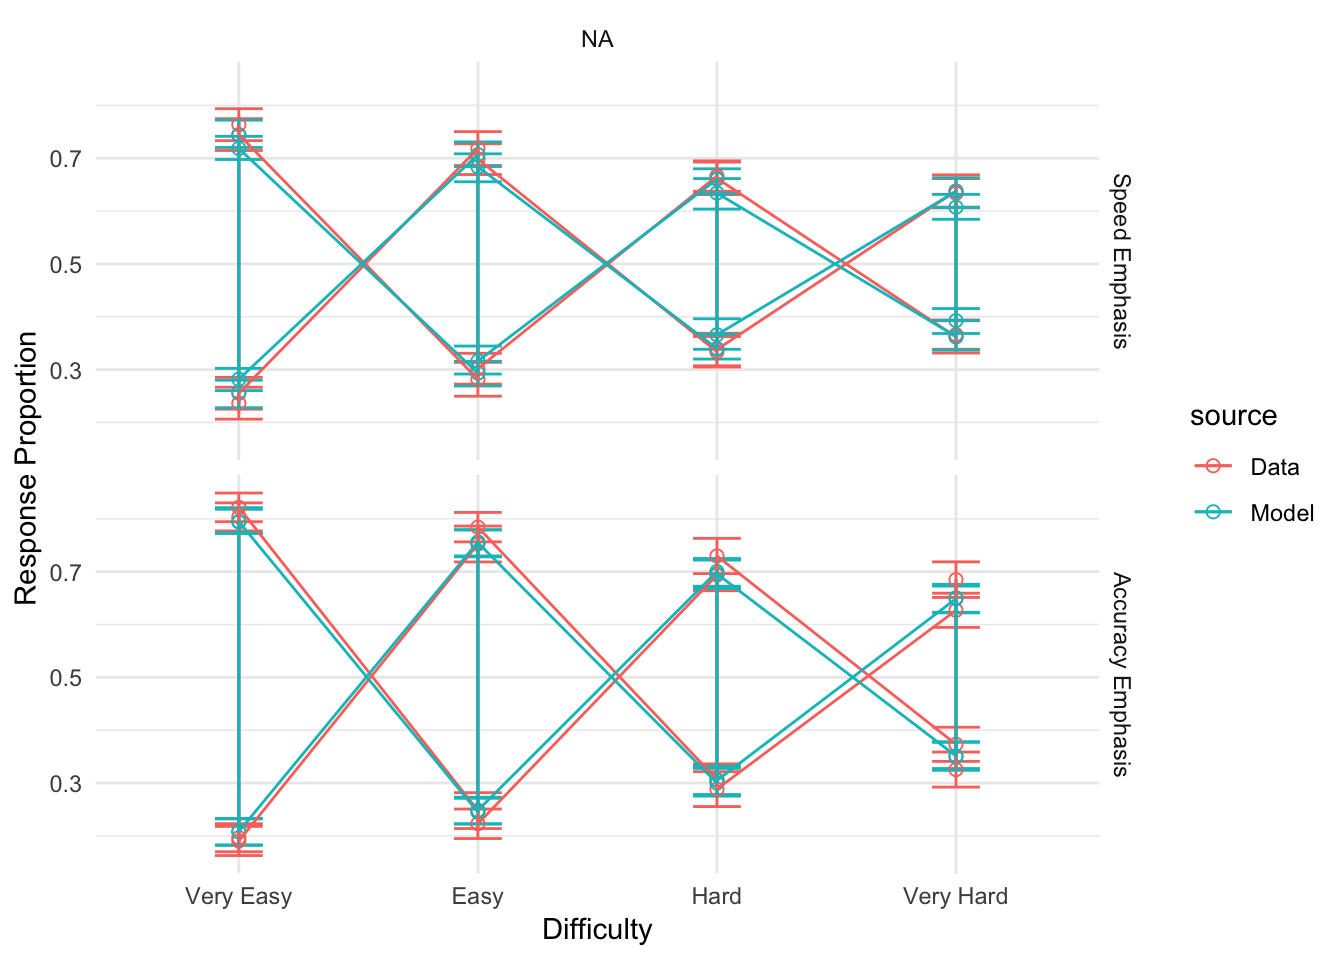 NA
0.7
0.5
0.3
Speed Emphasis
0.7
0.5
0.3
Accuracy Emphasis
Response Proportion
Very Easy
Easy
Hard
Very Hard
Difficulty
source
Data
Model